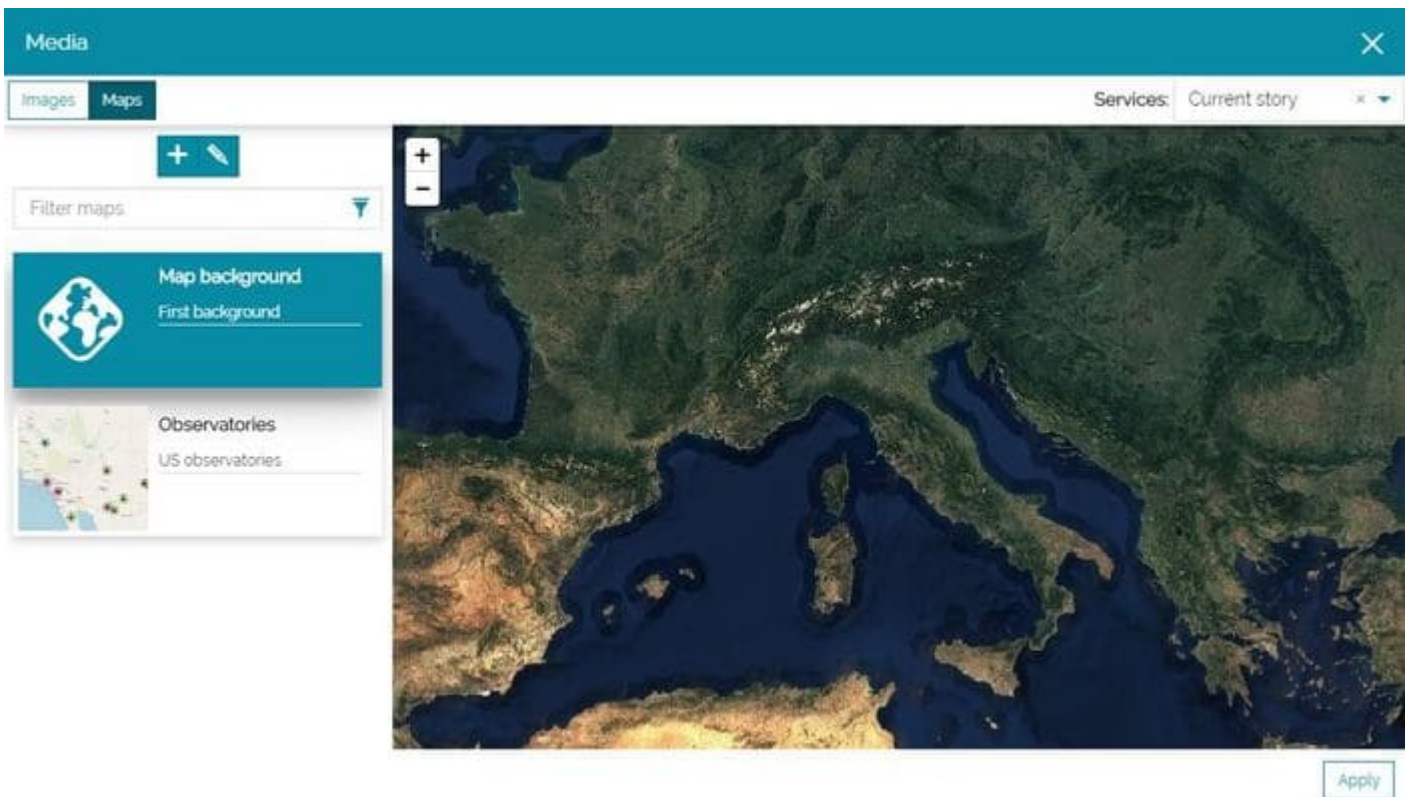 Media
Images Maps Services: Current story
Filter maps
Map background
First background
Observatories
US observatories
Apply